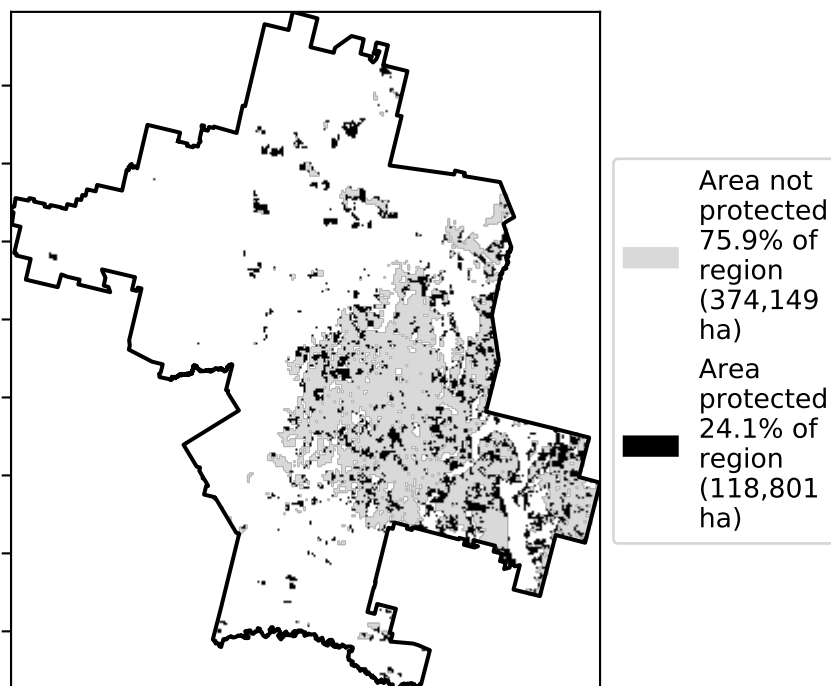 Area not
protected
75.9% of
region
(374,149
ha)
Area
protected
24.1% of
region
(118,801
ha)